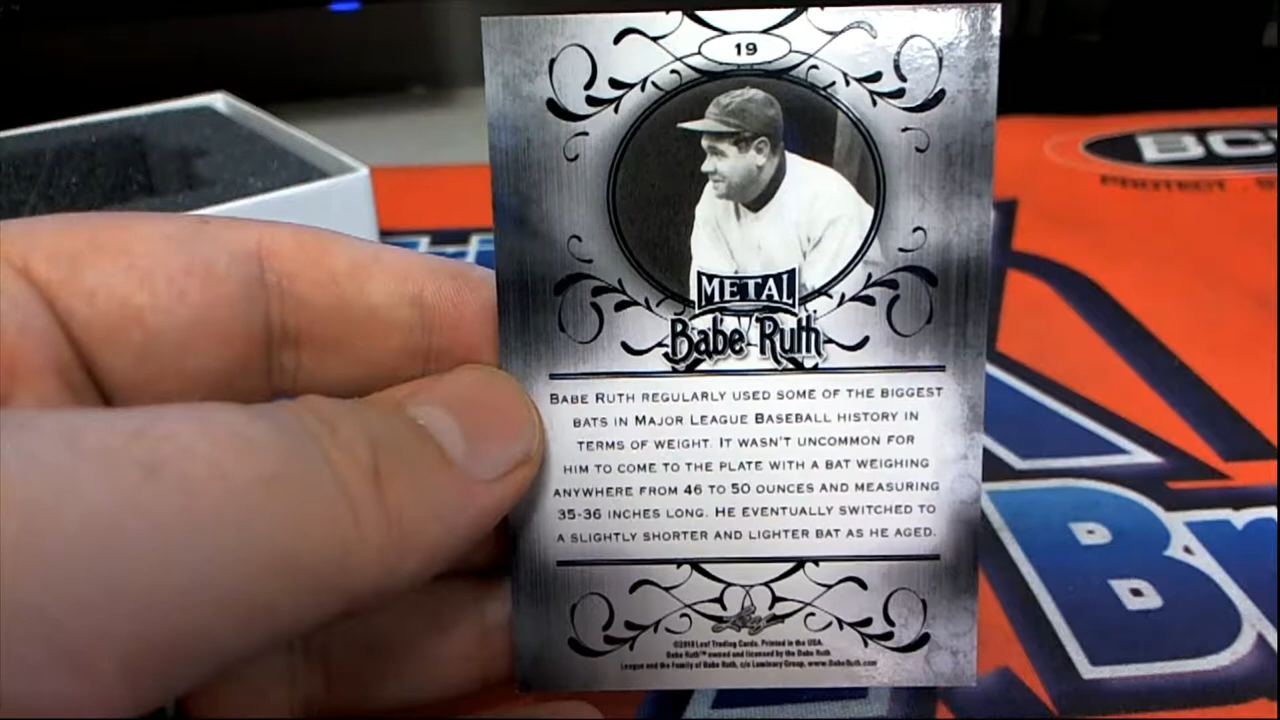 19
METAL
Babe Ruth
BABE RUTH REGULARLY USED SOME OF THE BIGGEST
BATS IN MAJOR LEAGUE BASEBALL HISTORY IN
TERMS OF WEIGHT. IT WASN'T UNCOMMON FOR
HIM TO COME TO THE PLATE WITH A BAT WEIGHING
ANYWHERE FROM 46 TO 50 OUNCES AND MEASURING
35-36 INCHES LONG. HE EVENTUALLY SWITCHED TO
A SLIGHTLY SHORTER AND LIGHTER BAT AS HE AGED.
Leaf
Leaf Trading Cards. Printed in the USA.
Babe Ruth™ owned and licensed by the Babe Ruth
League and the Family of Babe Ruth, c/o Luminary Group, www.BabeRuth.com
BC
PROTECT
Br